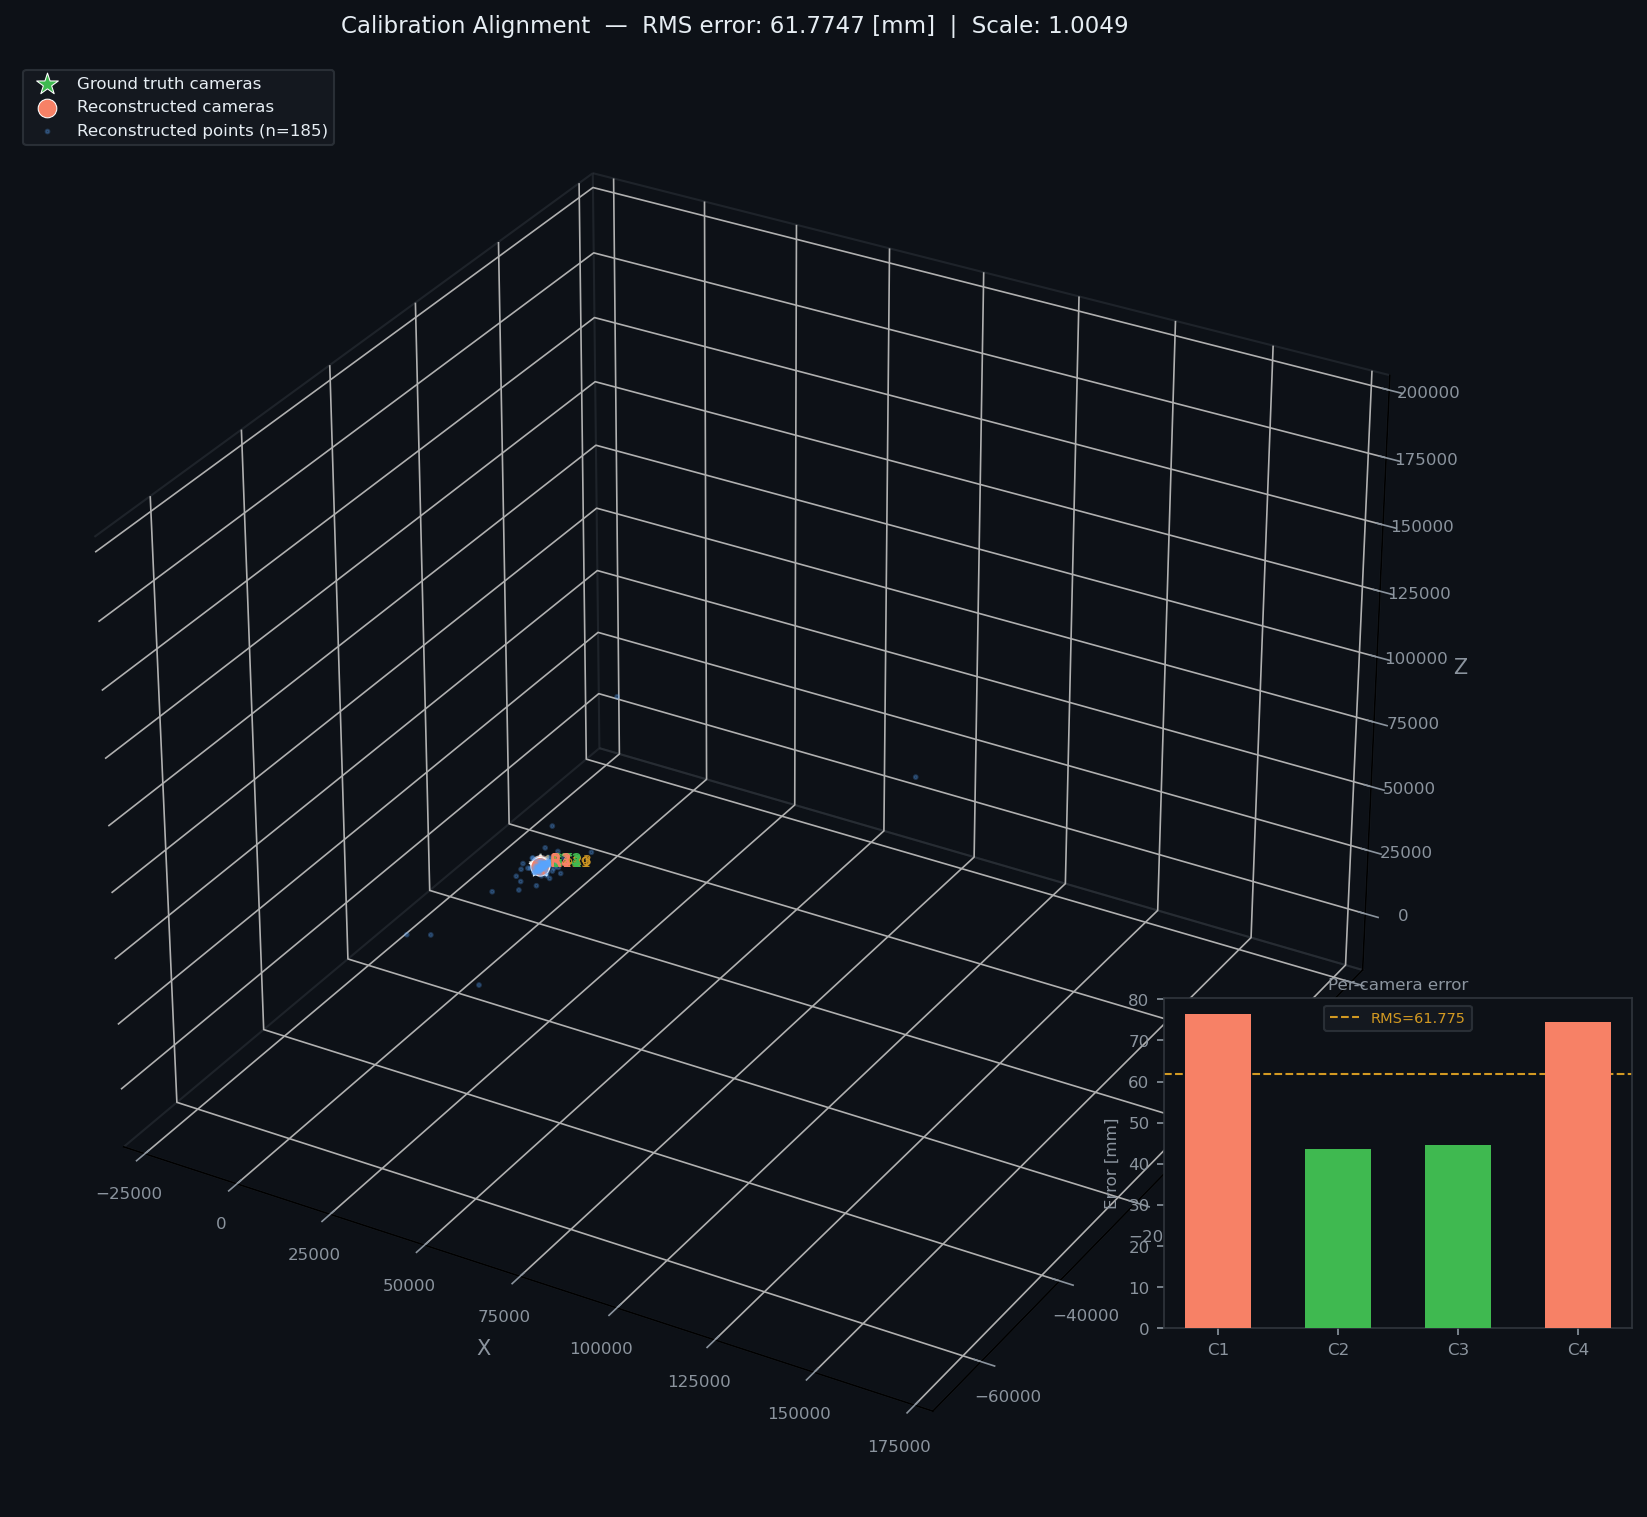 Calibration Alignment — RMS error: 61.7747 [mm] | Scale: 1.0049
Ground truth cameras
Reconstructed cameras
Reconstructed points (n=185)
200000
175000
150000
125000
100000
Z
75000
50000
25000
0
−25000
0
25000
50000
75000
X
100000
125000
150000
175000
−60000
−40000
−20
Per-camera error
RMS=61.775
Error [mm]
80
70
60
50
40
30
20
10
0
C1
C2
C3
C4